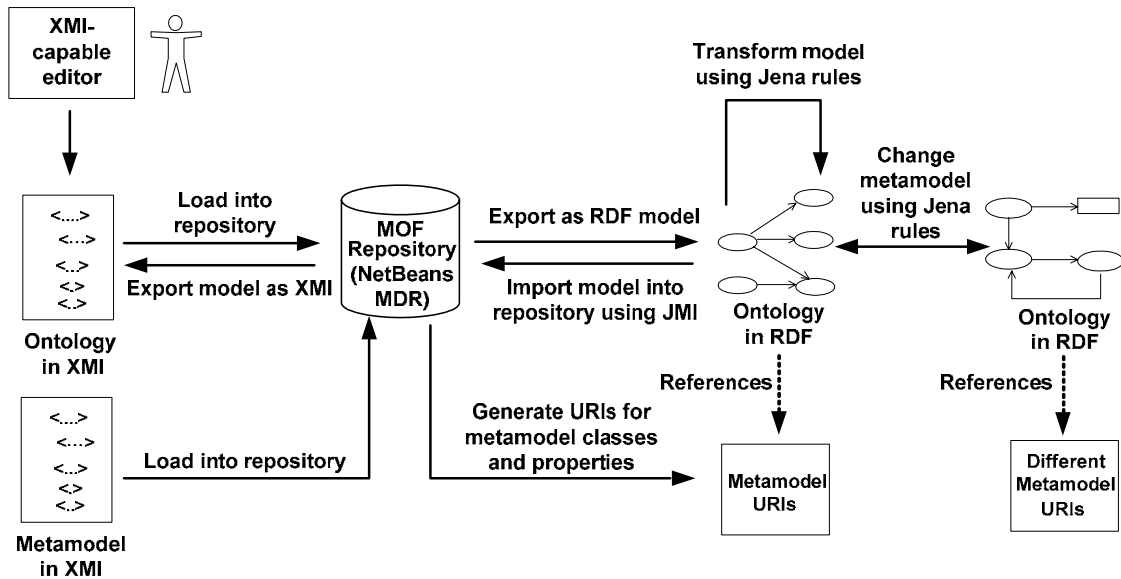 XMI-
capable
editor
Transform model
using Jena rules
Change
metamodel
using Jena
rules
<....>
<...>
<...>
<.>
<..>
Ontology
in XMI
Load into
repository
Export model as XMI
MOF
Repository
(NetBeans
MDR)
Export as RDF model
Import model into
repository using JMI
Ontology
in RDF
Ontology
in RDF
References
References
<....>
<....>
<...>
<.>
<..>
Metamodel
in XMI
Load into repository
Generate URIs for
metamodel classes
and properties
Metamodel
URIs
Different
Metamodel
URIs